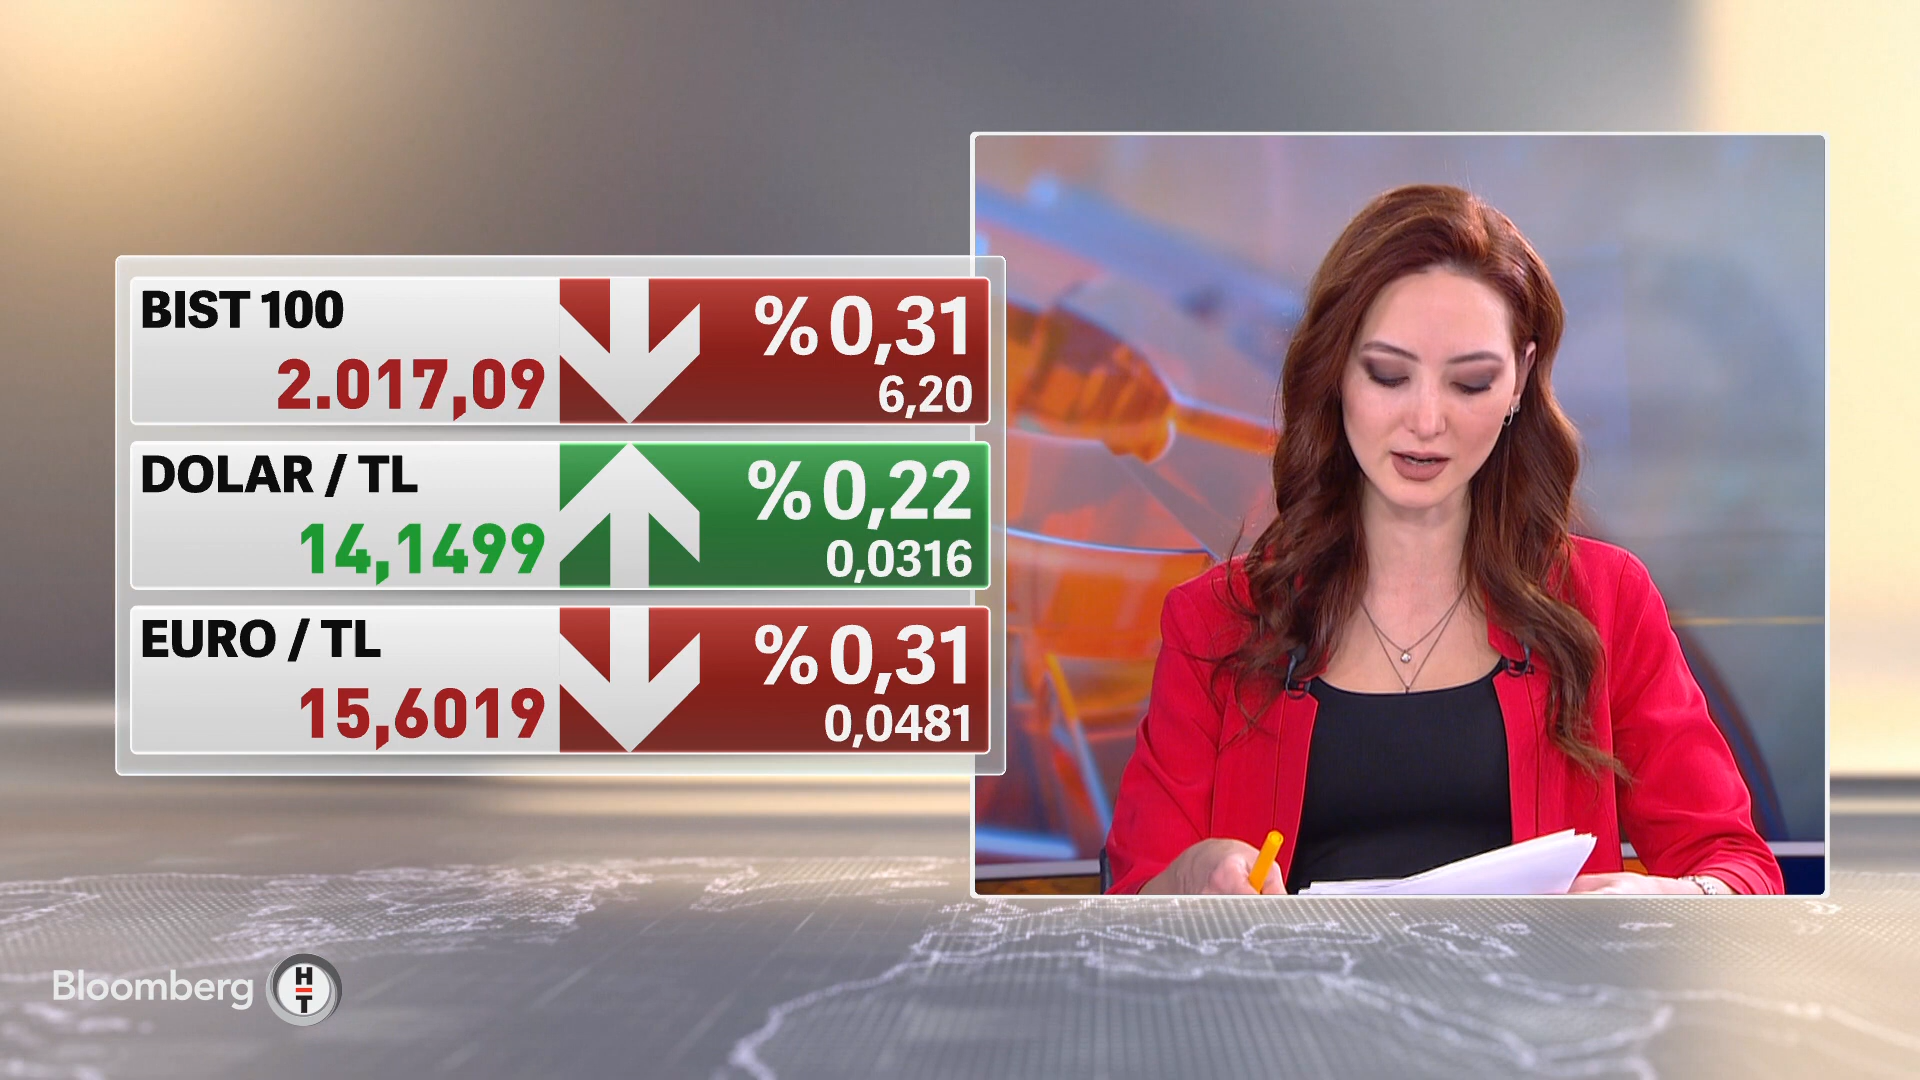 BIST 100
2.017,09
%0,31
6,20
DOLAR / TL
14,1499
%0,22
0,0316
EURO / TL
15,6019
%0,31
0,0481
Bloomberg HT